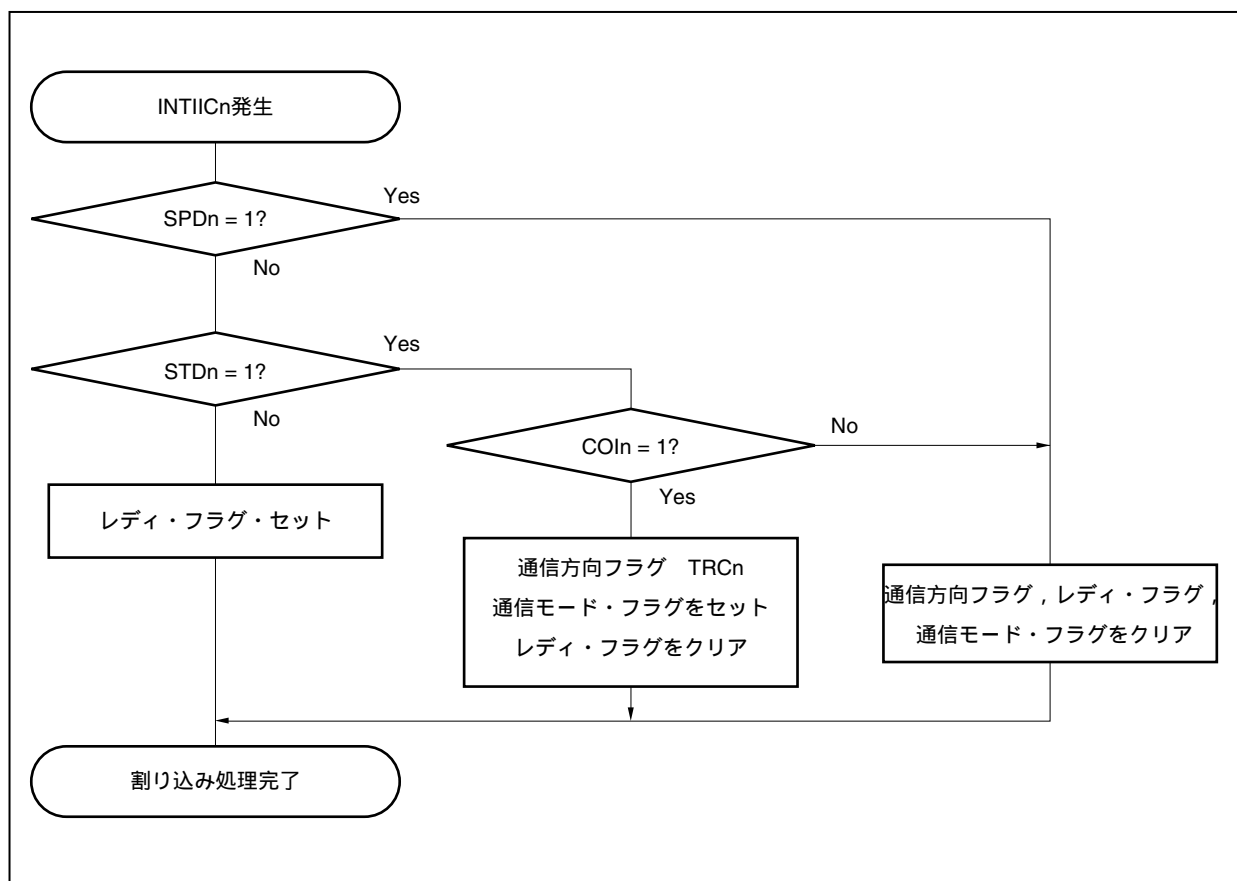 INTIICn発生
SPDn = 1?
Yes
No
STDn = 1?
Yes
No
COIn = 1?
No
Yes
レディ・フラグ・セット
通信方向フラグ　TRCn
通信モード・フラグをセット
レディ・フラグをクリア
通信方向フラグ，レディ・フラグ，
通信モード・フラグをクリア
割り込み処理完了